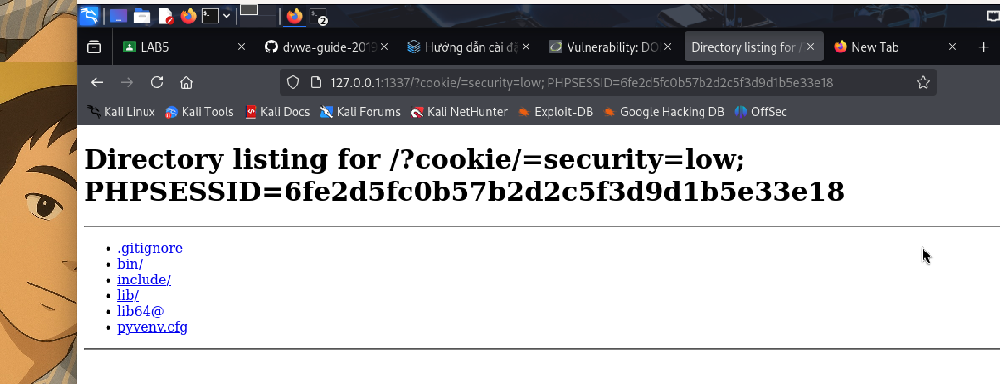 2
LAB5 dvwa-guide-2019 Hướng dẫn cài đặ Vulnerability: DO Directory listing for / New Tab
127.0.0.1:1337/?cookie/=security=low; PHPSESSID=6fe2d5fc0b57b2d2c5f3d9d1b5e33e18
Kali Linux Kali Tools Kali Docs Kali Forums Kali NetHunter Exploit-DB Google Hacking DB OffSec
Directory listing for /?cookie/=security=low;
PHPSESSID=6fe2d5fc0b57b2d2c5f3d9d1b5e33e18
.gitignore
bin/
include/
lib/
lib64@
pyvenv.cfg